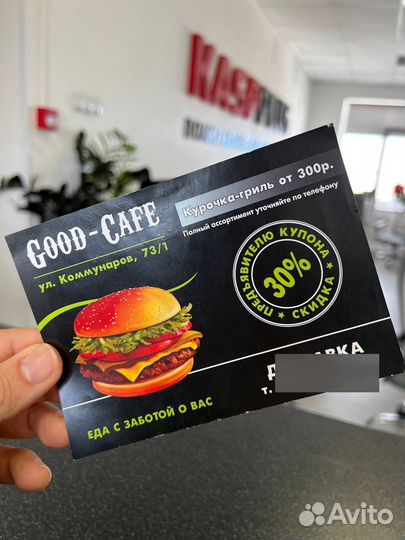 KASP
GOOD-CAFE
ул. Коммунаров, 73/1
Курочка-гриль от 300р.
Полный ассортимент уточняйте по телефону
ПРЕДЪЯВИТЕЛЮ КУПОНА
30%
СКИДКА
ЕДА С ЗАБОТОЙ О ВАС
т.
Avito